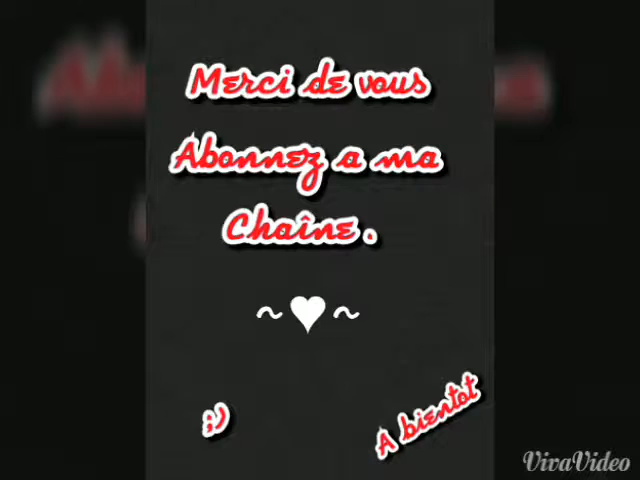 Merci de vous
Abonnez a ma
Chaîne .
~♥~
;)
A bientot
VivaVideo